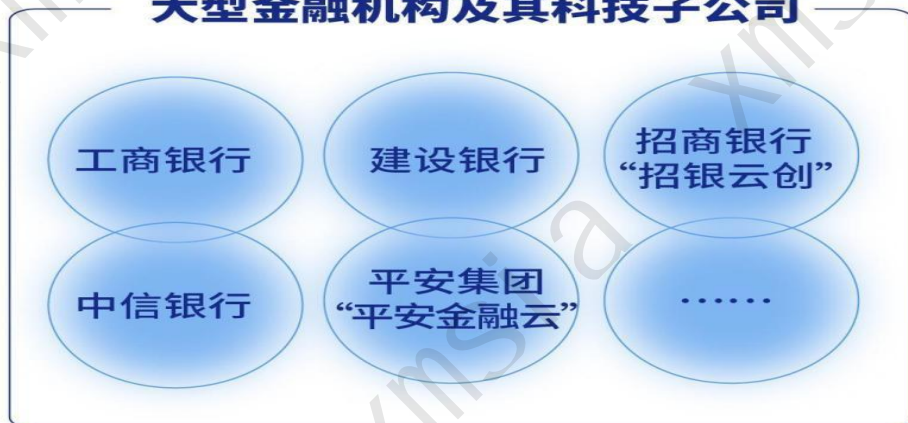 大型金融机构及其科技子公司
工商银行
建设银行
招商银行
“招银云创”
中信银行
平安集团
“平安金融云”
……
xmsia